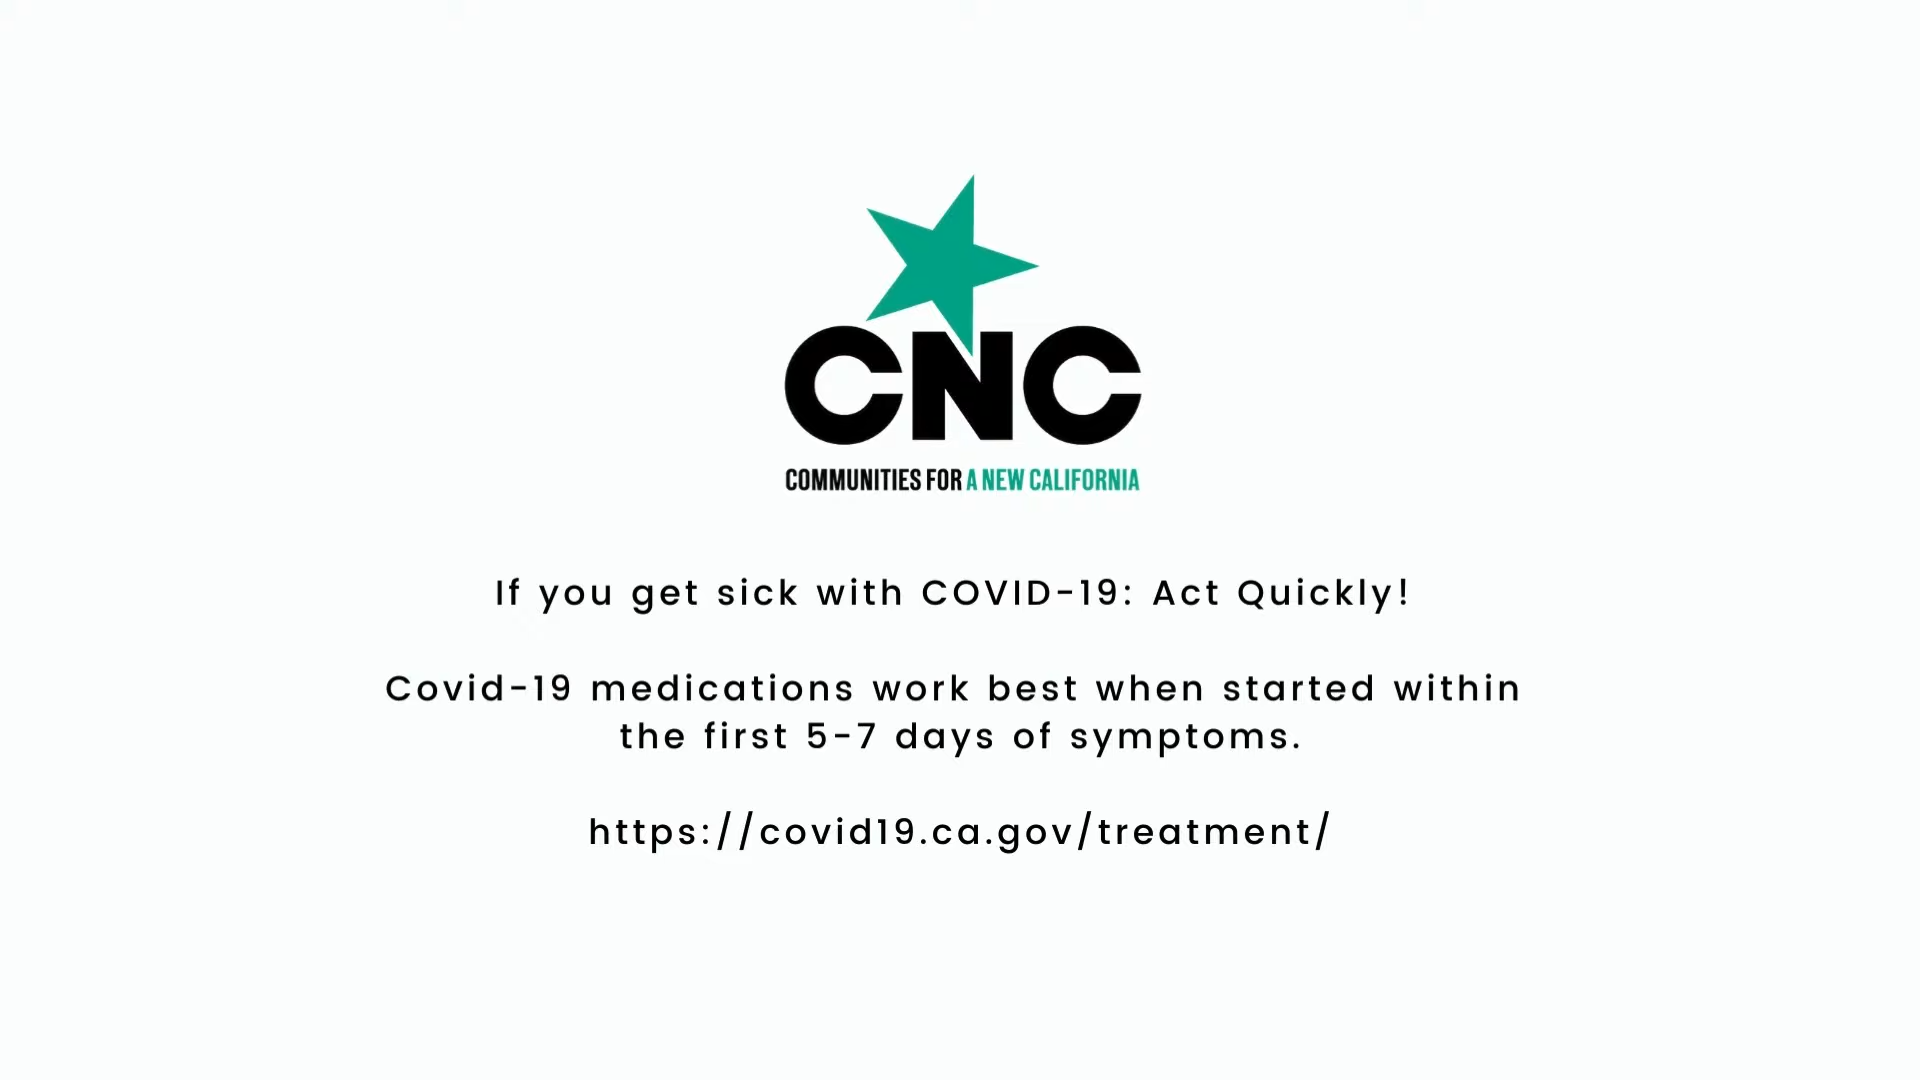 CNC
COMMUNITIES FOR A NEW CALIFORNIA
If you get sick with COVID-19: Act Quickly!
Covid-19 medications work best when started within
the first 5-7 days of symptoms.
https://covid19.ca.gov/treatment/